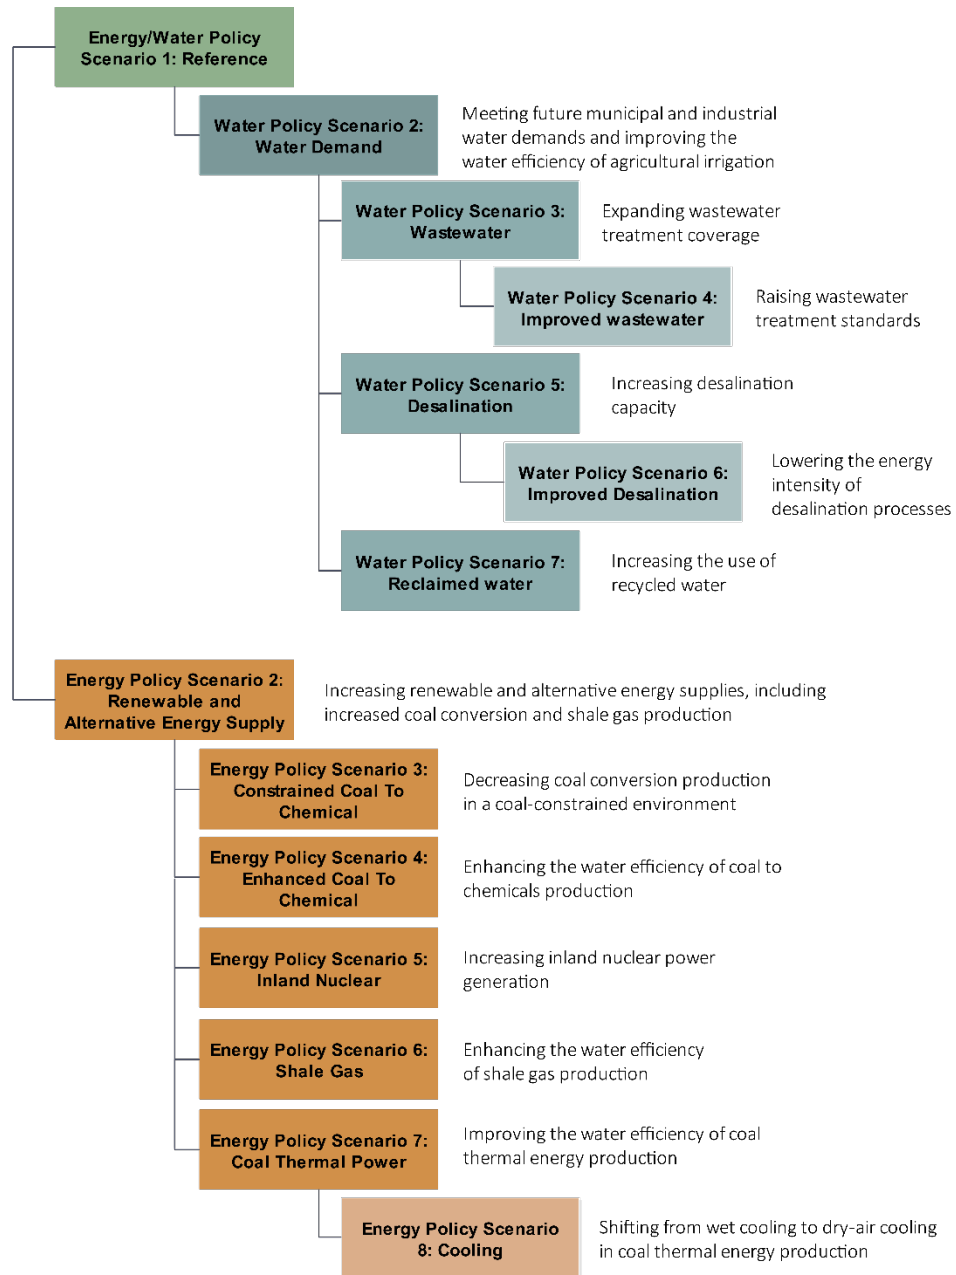 Energy/Water Policy
Scenario 1: Reference
Water Policy Scenario 2:
Water Demand
Meeting future municipal and industrial
water demands and improving the
water efficiency of agricultural irrigation
Water Policy Scenario 3:
Wastewater
Expanding wastewater
treatment coverage
Water Policy Scenario 4:
Improved wastewater
Raising wastewater
treatment standards
Water Policy Scenario 5:
Desalination
Increasing desalination
capacity
Water Policy Scenario 6:
Improved Desalination
Lowering the energy
intensity of
desalination processes
Water Policy Scenario 7:
Reclaimed water
Increasing the use of
recycled water
Energy Policy Scenario 2:
Renewable and
Alternative Energy Supply
Increasing renewable and alternative energy supplies, including
increased coal conversion and shale gas production
Energy Policy Scenario 3:
Constrained Coal To
Chemical
Decreasing coal conversion production
in a coal-constrained environment
Energy Policy Scenario 4:
Enhanced Coal To
Chemical
Enhancing the water efficiency of coal to
chemicals production
Energy Policy Scenario 5:
Inland Nuclear
Increasing inland nuclear power
generation
Energy Policy Scenario 6:
Shale Gas
Enhancing the water efficiency
of shale gas production
Energy Policy Scenario 7:
Coal Thermal Power
Improving the water efficiency of coal
thermal energy production
Energy Policy Scenario
8: Cooling
Shifting from wet cooling to dry-air cooling
in coal thermal energy production